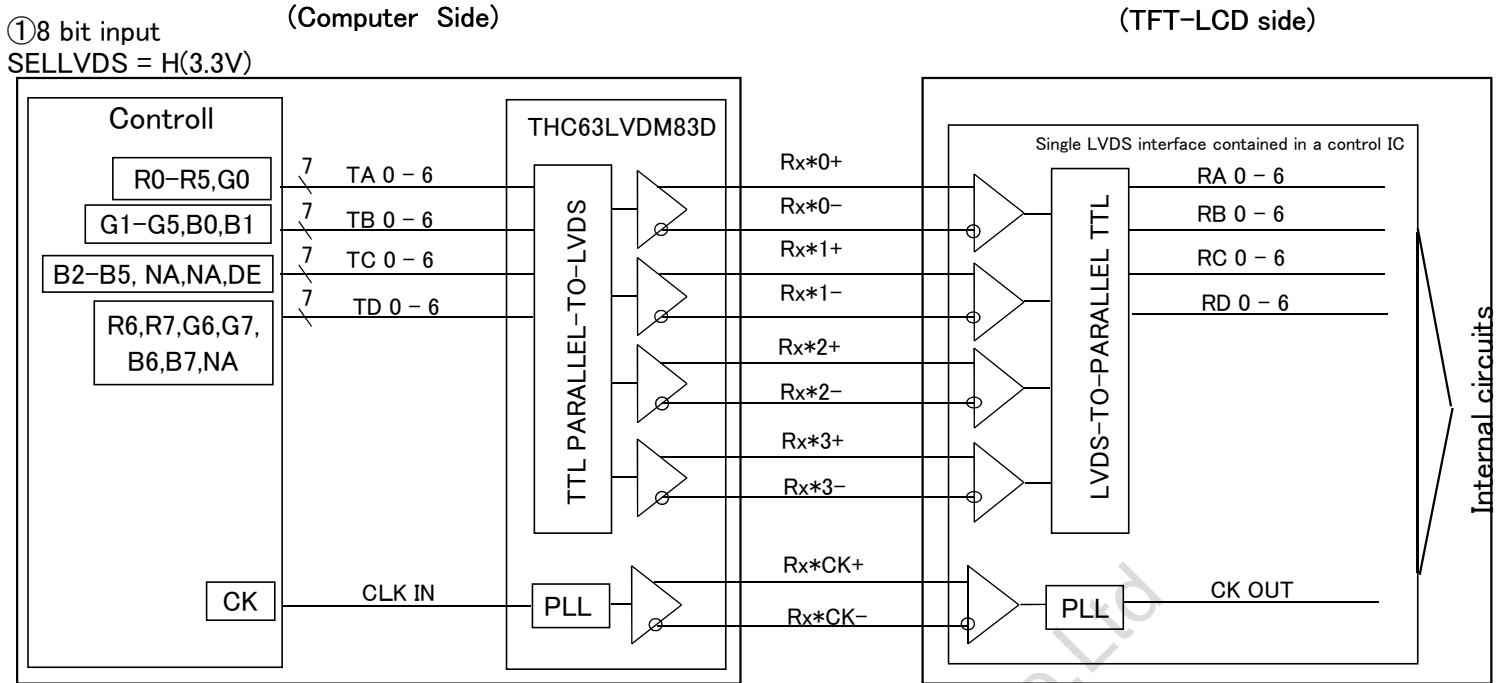 (Computer Side)
(TFT-LCD side)
①8 bit input
SELLVDS = H(3.3V)
Controll
R0-R5,G0
G1-G5,B0,B1
B2-B5, NA,NA,DE
R6,R7,G6,G7,
B6,B7,NA
CK
7
TA 0 - 6
7
TB 0 - 6
7
TC 0 - 6
7
TD 0 - 6
CLK IN
THC63LVDM83D
TTL PARALLEL-TO-LVDS
PLL
Rx*0+
Rx*0-
Rx*1+
Rx*1-
Rx*2+
Rx*2-
Rx*3+
Rx*3-
Rx*CK+
Rx*CK-
Single LVDS interface contained in a control IC
LVDS-TO-PARALLEL TTL
PLL
RA 0 - 6
RB 0 - 6
RC 0 - 6
RD 0 - 6
CK OUT
Internal circuits
.Ltd